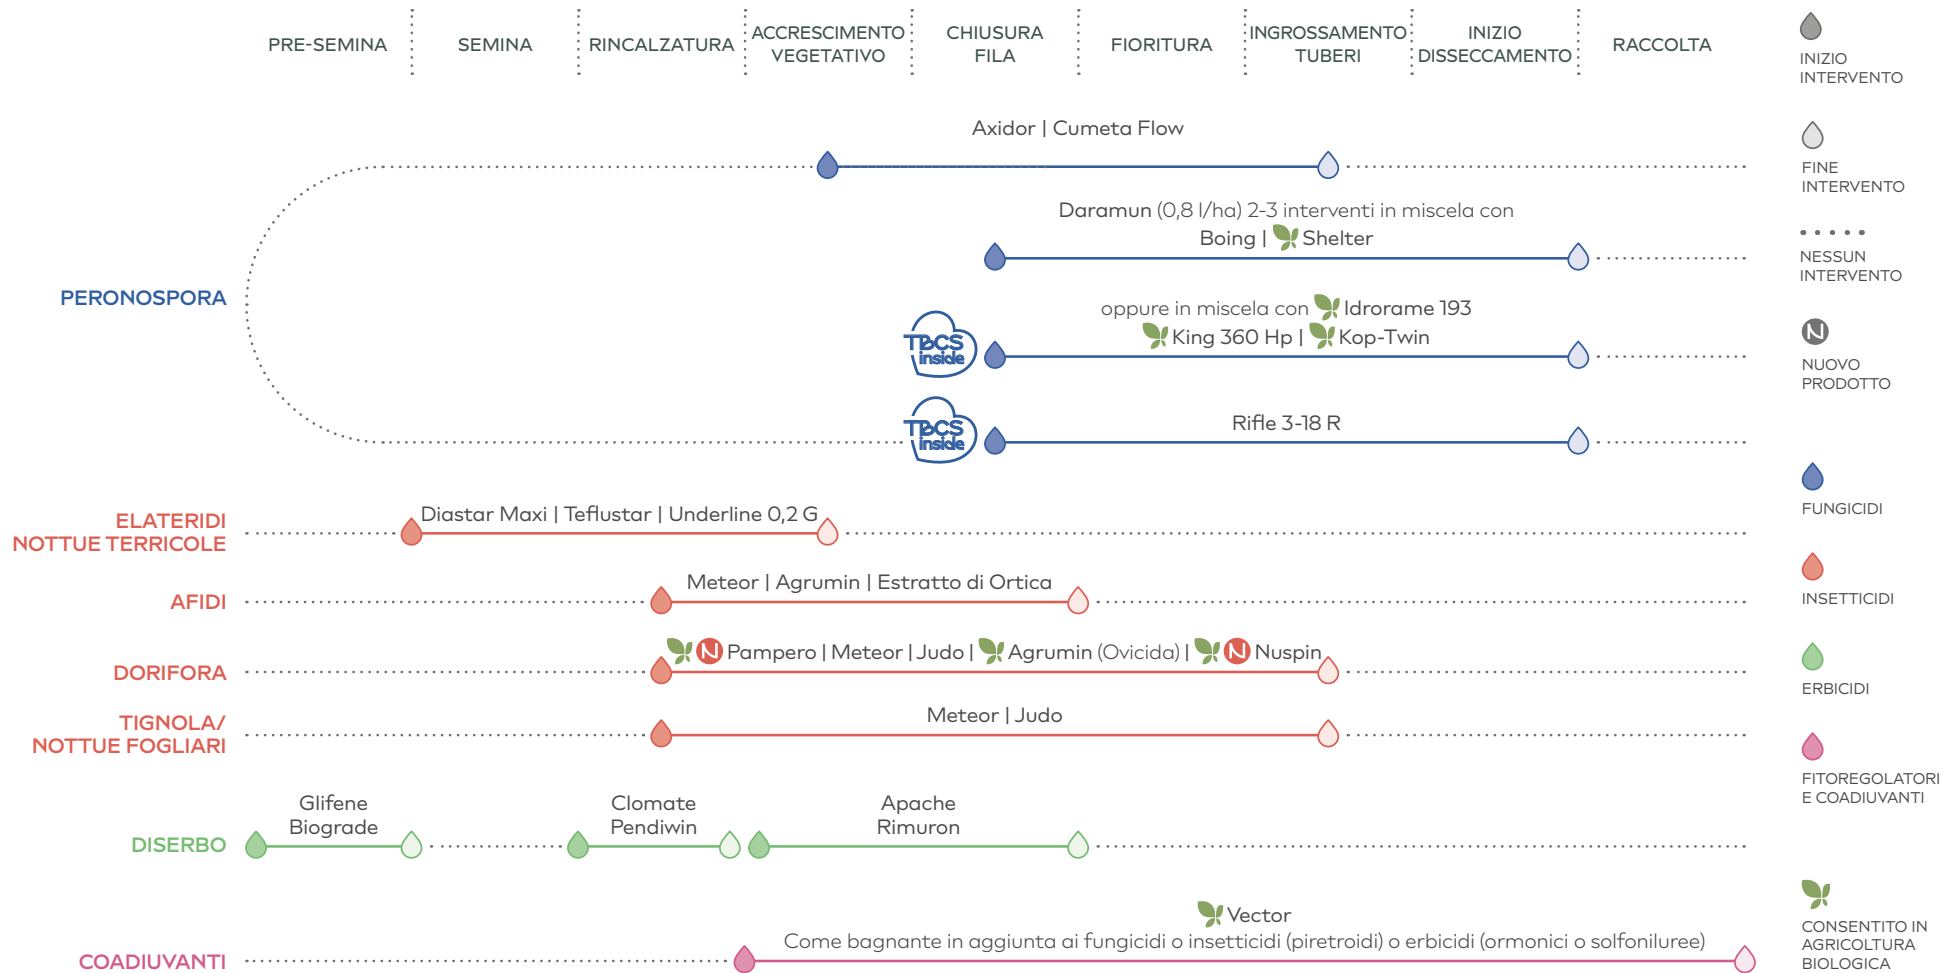 PRE-SEMINA
SEMINA
RINCALZATURA
ACCRESCIMENTO
VEGETATIVO
CHIUSURA
FILA
FIORITURA
INGROSSAMENTO
TUBERI
INIZIO
DISSECCAMENTO
RACCOLTA
INIZIO
INTERVENTO
FINE
INTERVENTO
NESSUN
INTERVENTO
N
NUOVO
PRODOTTO
FUNGICIDI
INSETTICIDI
ERBICIDI
FITOREGOLATORI
E COADIUVANTI
CONSENTITO IN
AGRICOLTURA
BIOLOGICA
PERONOSPORA
Axidor | Cumeta Flow
Daramun (0,8 l/ha) 2-3 interventi in miscela con
Boing | Shelter
oppure in miscela con Idrorame 193
King 360 Hp | Kop-Twin
TBCS
inside
Rifle 3-18 R
TBCS
inside
ELATERIDI
NOTTUE TERRICOLE
Diastar Maxi | Teflustar | Underline 0,2 G
AFIDI
Meteor | Agrumin | Estratto di Ortica
DORIFORA
N Pampero | Meteor | Judo | Agrumin (Ovicida) | N Nuspin
TIGNOLA/
NOTTUE FOGLIARI
Meteor | Judo
DISERBO
Glifene
Biograde
Clomate
Pendiwin
Apache
Rimuron
COADIUVANTI
Vector
Come bagnante in aggiunta ai fungicidi o insetticidi (piretroidi) o erbicidi (ormonici o solfoniluree)